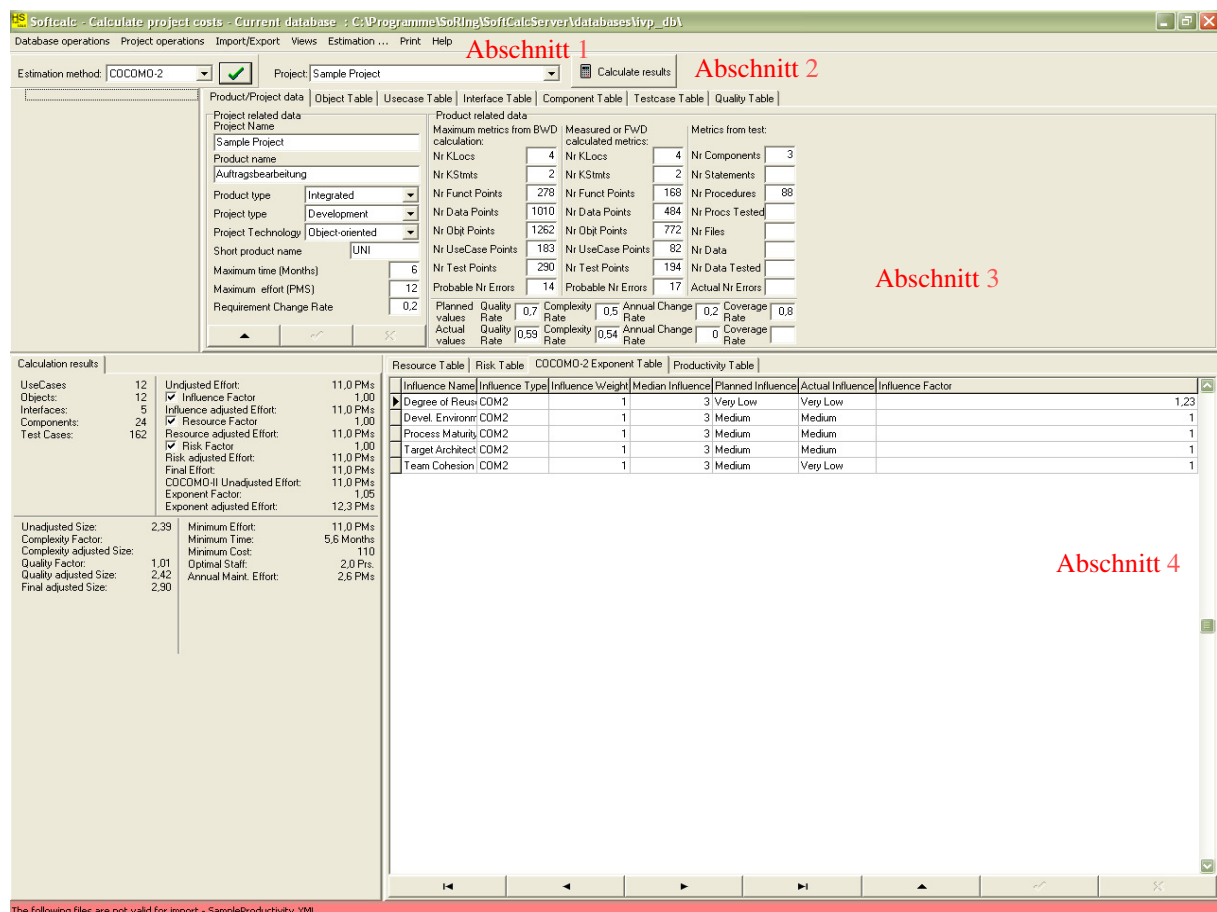 HS Softcalc - Calculate project costs - Current database : C:\Programme\SoRIng\SoftCalcServer\databases\ivp_db\
Database operations Project operations Import/Export Views Estimation ... Print Help
Abschnitt 1
Estimation method: COCOMO-2 Project: Sample Project Calculate results
Abschnitt 2
Product/Project data Object Table Usecase Table Interface Table Component Table Testcase Table Quality Table
Project related data
Project Name
Sample Project
Product name
Auftragsbearbeitung
Product type Integrated
Project type Development
Project Technology Object-oriented
Short product name UNI
Maximum time (Months) 6
Maximum effort (PMS) 12
Requirement Change Rate 0,2
Product related data
Maximum metrics from BWD calculation:
Nr KLocs 4
Nr KStmts 2
Nr Funct Points 278
Nr Data Points 1010
Nr Objt Points 1262
Nr UseCase Points 183
Nr Test Points 290
Probable Nr Errors 14
Measured or FWD
calculated metrics:
Nr KLocs 4
Nr KStmts 2
Nr Funct Points 168
Nr Data Points 484
Nr Objt Points 772
Nr UseCase Points 82
Nr Test Points 194
Probable Nr Errors 17
Metrics from test:
Nr Components 3
Nr Statements
Nr Procedures 88
Nr Procs Tested
Nr Files
Nr Data
Nr Data Tested
Actual Nr Errors
Planned values Quality Rate 0,7 Complexity Rate 0,5 Annual Change Rate 0,2 Coverage Rate 0,8
Actual values Quality Rate 0,59 Complexity Rate 0,54 Annual Change Rate 0 Coverage Rate
Abschnitt 3
Calculation results
UseCases 12
Objects: 12
Interfaces: 5
Components: 24
Test Cases: 162
Undjusted Effort: 11,0 PMs
Influence Factor 1,00
Influence adjusted Effort: 11,0 PMs
Resource Factor 1,00
Resource adjusted Effort: 11,0 PMs
Risk Factor 1,00
Risk adjusted Effort: 11,0 PMs
Final Effort: 11,0 PMs
COCOMO-II Unadjusted Effort: 11,0 PMs
Exponent Factor: 1,05
Exponent adjusted Effort: 12,3 PMs
Unadjusted Size: 2,39
Complexity Factor:
Complexity adjusted Size:
Quality Factor: 1,01
Quality adjusted Size: 2,42
Final adjusted Size: 2,90
Minimum Effort: 11,0 PMs
Minimum Time: 5,6 Months
Minimum Cost: 110
Optimal Staff: 2,0 Prs.
Annual Maint. Effort: 2,6 PMs
Resource Table Risk Table COCOMO-2 Exponent Table Productivity Table
Influence Name Influence Type Influence Weight Median Influence Planned Influence Actual Influence Influence Factor
Degree of Reus COM2 1 3 Very Low Very Low 1,23
Devel. Environm COM2 1 3 Medium Medium 1
Process Maturity COM2 1 3 Medium Medium 1
Target Architect COM2 1 3 Medium Medium 1
Team Cohesion COM2 1 3 Medium Very Low 1
Abschnitt 4
The following files are not valid for import - SampleProductivity.XML